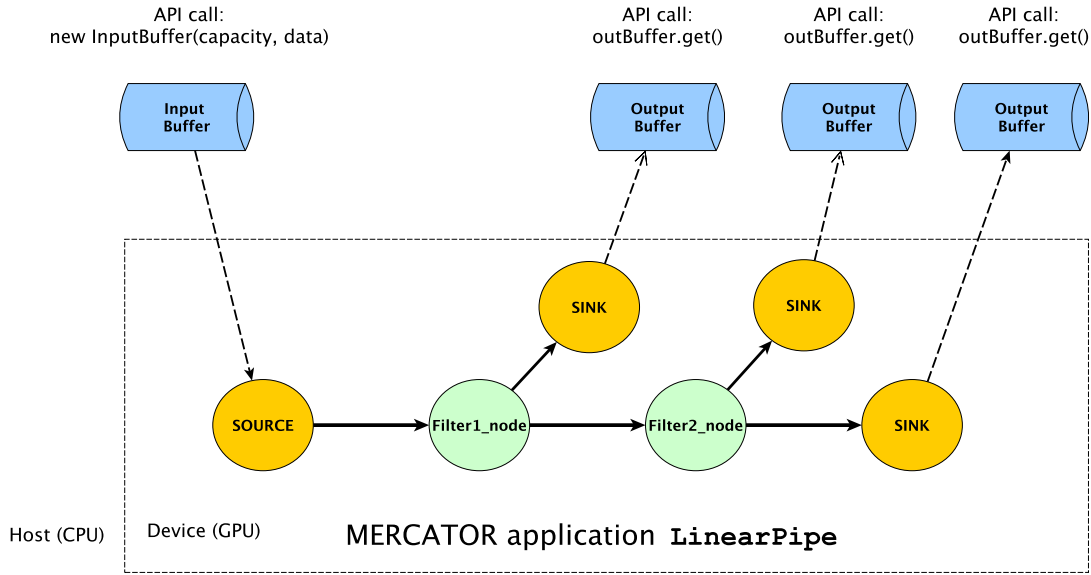 API call:
new InputBuffer(capacity, data)
API call:
outBuffer.get()
API call:
outBuffer.get()
API call:
outBuffer.get()
Input
Buffer
Output
Buffer
Output
Buffer
Output
Buffer
SINK
SINK
SOURCE
Filter1_node
Filter2_node
SINK
Host (CPU)
Device (GPU)
MERCATOR application LinearPipe